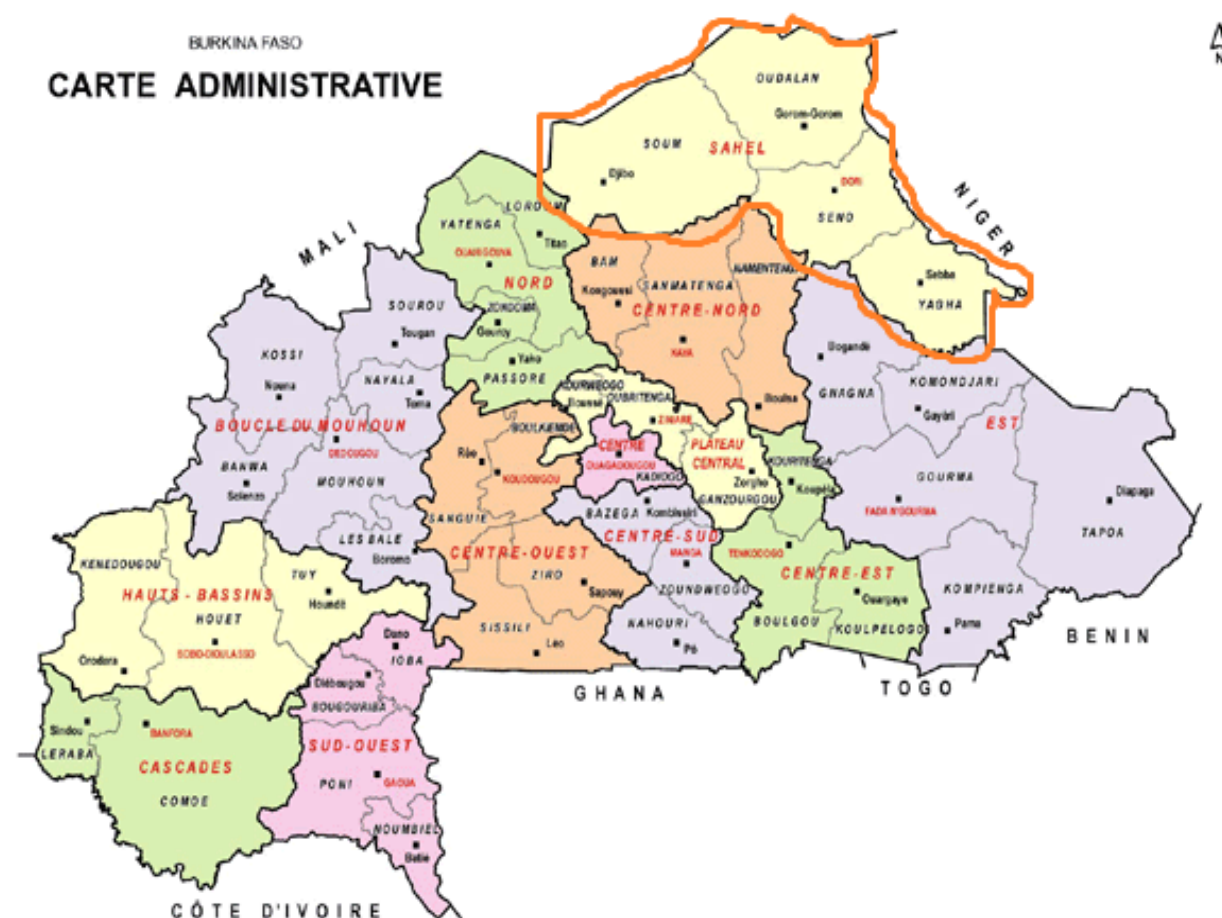 BURKINA FASO
CARTE ADMINISTRATIVE
N
OUDALAN
Gorom-Gorom
SOUM
SAHEL
Djibo
DORI
SENO
NIGER
Sebba
YAGHA
MALI
LOROUM
YATENGA
Titao
OUAHIGOUYA
NORD
ZONDOMA
Gourcy
Yako
PASSORE
BAM
Kongoussi
SANMATENGA
NAMENTENGA
CENTRE-NORD
KAYA
Boulsa
SOUROU
Tougan
KOSSI
Nouna
NAYALA
Toma
BOUCLE DU MOUHOUN
DEDOUGOU
BANWA
Solenzo
MOUHOUN
LES BALE
Boromo
KOURWEOGO
Boussé
OUBRITENGA
ZINIARE
BOULKIEMDE
CENTRE
OUAGADOUGOU
KADIOGO
PLATEAU
CENTRAL
Zorgho
GANZOURGOU
Bogandé
GNAGNA
KOMONDJARI
Gayéri
EST
GOURMA
FADA N'GOURMA
Diapaga
TAPOA
KOMPIENGA
Pama
KOURITENGA
Koupéla
TENKODOGO
CENTRE-EST
Ouargaye
BOULGOU
KOULPELOGO
Réo
KOUDOUGOU
SANGUIE
CENTRE-OUEST
ZIRO
Sapouy
SISSILI
Leo
BAZEGA
Kombissiri
CENTRE-SUD
MANGA
ZOUNDWEOGO
NAHOURI
Pô
KENEDOUGOU
TUY
HAUTS-BASSINS
Houndé
HOUET
BOBO-DIOULASSO
Orodara
Dano
IOBA
Diébougou
BOUGOURIBA
SUD-OUEST
PONI
GAOUA
NOUMBIEL
Batié
Sindou
LERABA
BANFORA
CASCADES
COMOE
BENIN
TOGO
GHANA
CÔTE D'IVOIRE